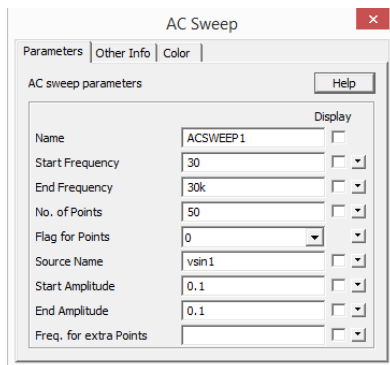 AC Sweep
Parameters Other Info Color
AC sweep parameters Help
Display
Name ACSWEEP1
Start Frequency 30
End Frequency 30k
No. of Points 50
Flag for Points 0
Source Name vsin1
Start Amplitude 0.1
End Amplitude 0.1
Freq. for extra Points